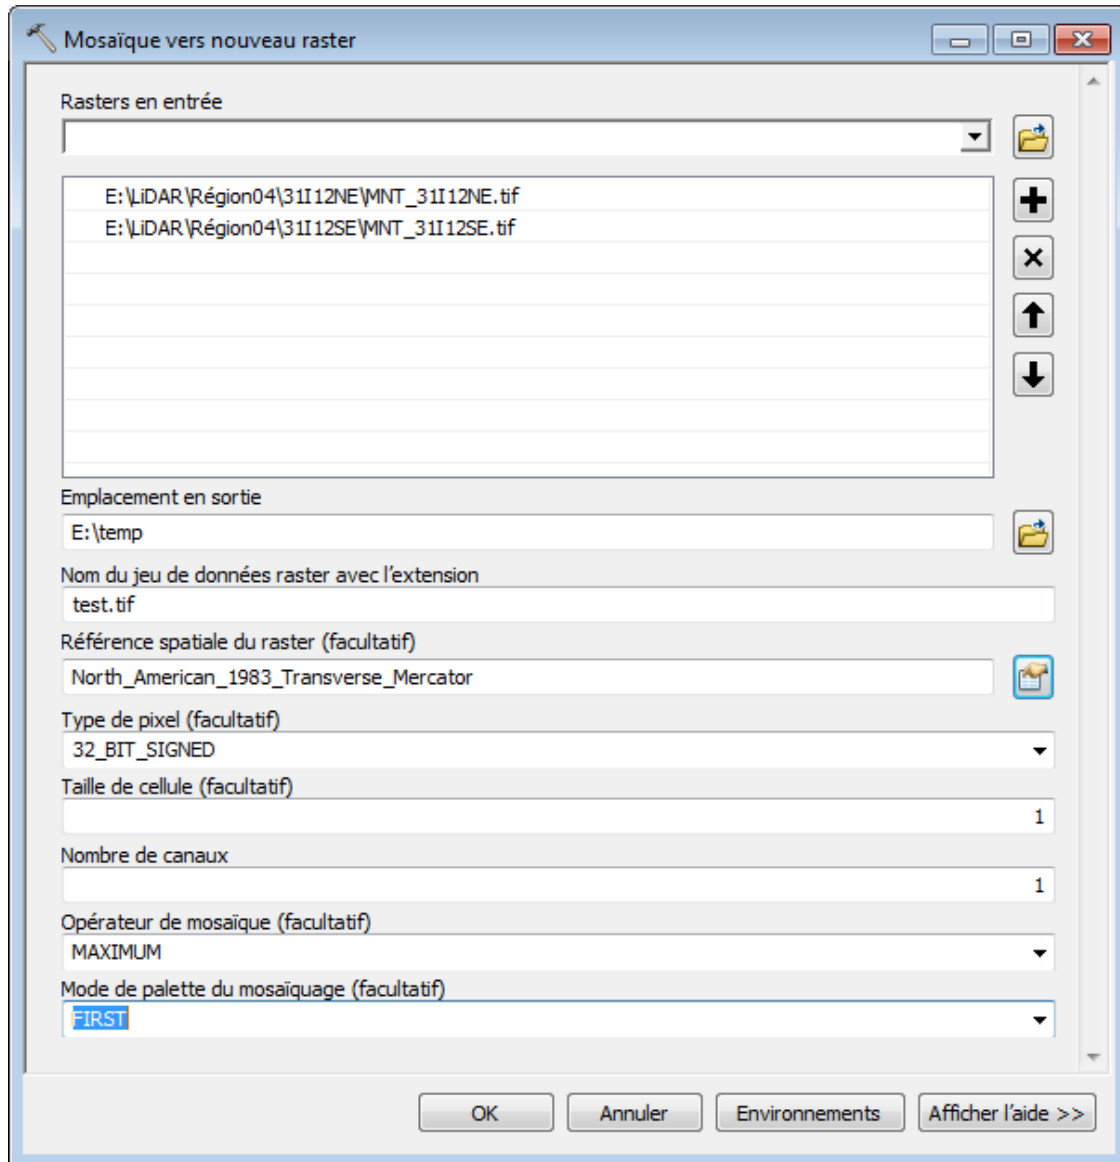 Mosaïque vers nouveau raster
Rasters en entrée
E:\LiDAR\Région04\31I12NE\MNT_31I12NE.tif
E:\LiDAR\Région04\31I12SE\MNT_31I12SE.tif
Emplacement en sortie
E:\temp
Nom du jeu de données raster avec l'extension
test.tif
Référence spatiale du raster (facultatif)
North_American_1983_Transverse_Mercator
Type de pixel (facultatif)
32_BIT_SIGNED
Taille de cellule (facultatif)
1
Nombre de canaux
1
Opérateur de mosaïque (facultatif)
MAXIMUM
Mode de palette du mosaïquage (facultatif)
FIRST
OK Annuler Environnements Afficher l'aide >>